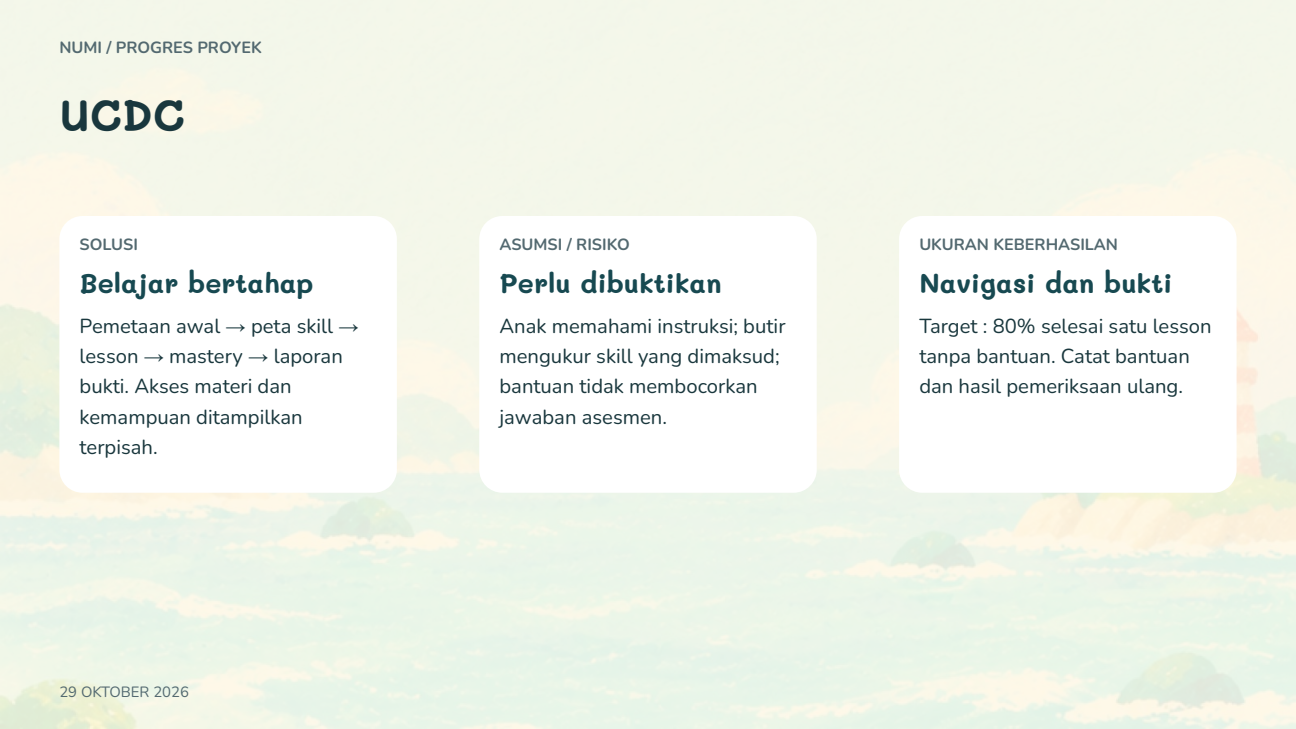 NUMI / PROGRES PROYEK
UCDC
SOLUSI
Belajar bertahap
Pemetaan awal → peta skill →
lesson → mastery → laporan
bukti. Akses materi dan
kemampuan ditampilkan
terpisah.
ASUMSI / RISIKO
Perlu dibuktikan
Anak memahami instruksi; butir
mengukur skill yang dimaksud;
bantuan tidak membocorkan
jawaban asesmen.
UKURAN KEBERHASILAN
Navigasi dan bukti
Target : 80% selesai satu lesson
tanpa bantuan. Catat bantuan
dan hasil pemeriksaan ulang.
29 OKTOBER 2026